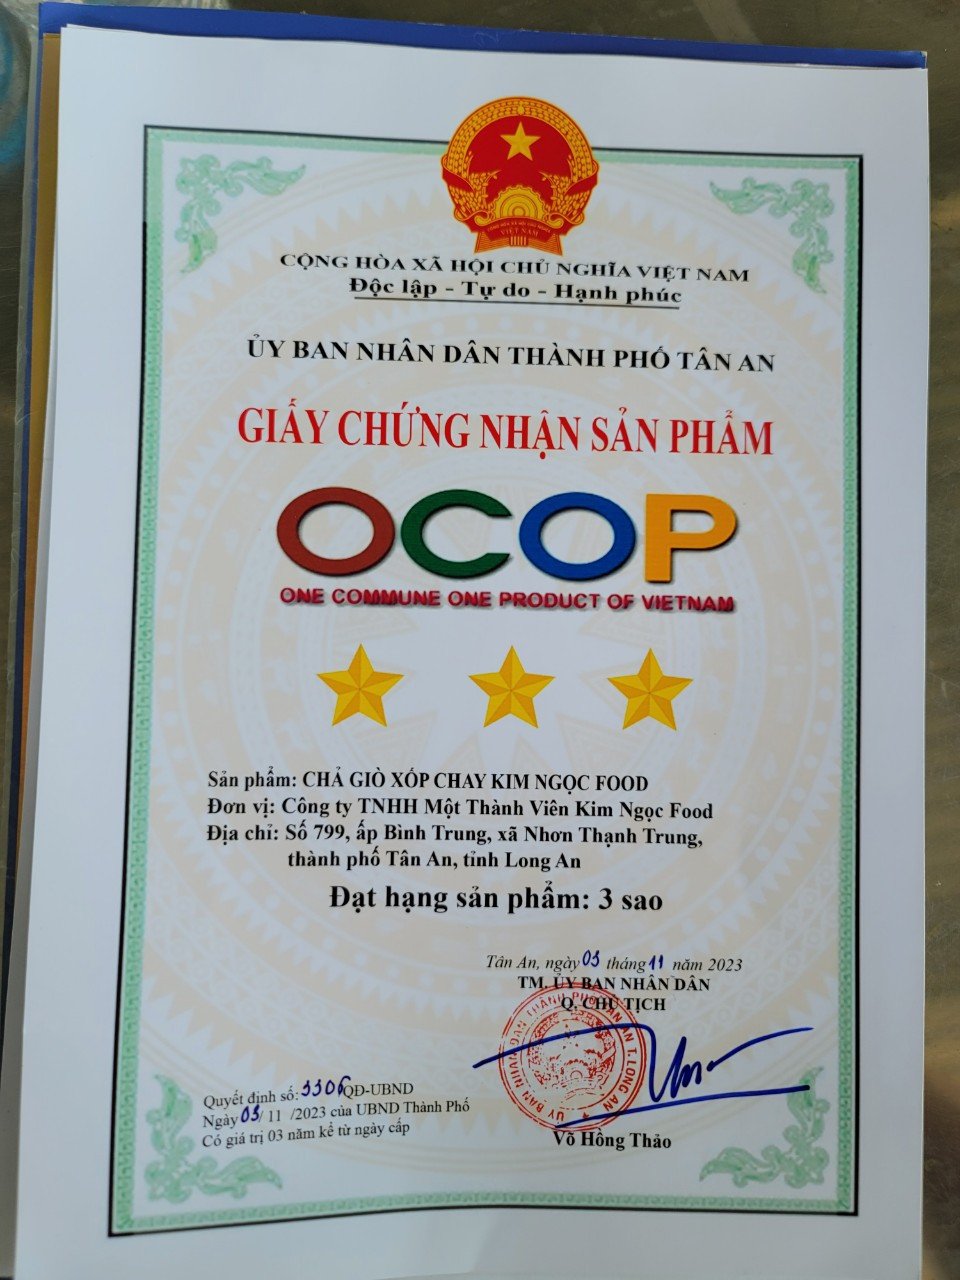 CỘNG HÒA XÃ HỘI CHỦ NGHĨA VIỆT NAM
Độc lập - Tự do - Hạnh phúc
ỦY BAN NHÂN DÂN THÀNH PHỐ TÂN AN
GIẤY CHỨNG NHẬN SẢN PHẨM
OCOP
ONE COMMUNE ONE PRODUCT OF VIETNAM
Sản phẩm: CHẢ GIÒ XỐP CHAY KIM NGỌC FOOD
Đơn vị: Công ty TNHH Một Thành Viên Kim Ngọc Food
Địa chỉ: Số 799, ấp Bình Trung, xã Nhơn Thạnh Trung,
thành phố Tân An, tỉnh Long An
Đạt hạng sản phẩm: 3 sao
Tân An, ngày 03 tháng 11 năm 2023
TM. ỦY BAN NHÂN DÂN
Q. CHỦ TỊCH
Võ Hồng Thảo
Quyết định số: QĐ-UBND
Ngày 03/ 11 /2023 của UBND Thành Phố
Có giá trị 03 năm kể từ ngày cấp